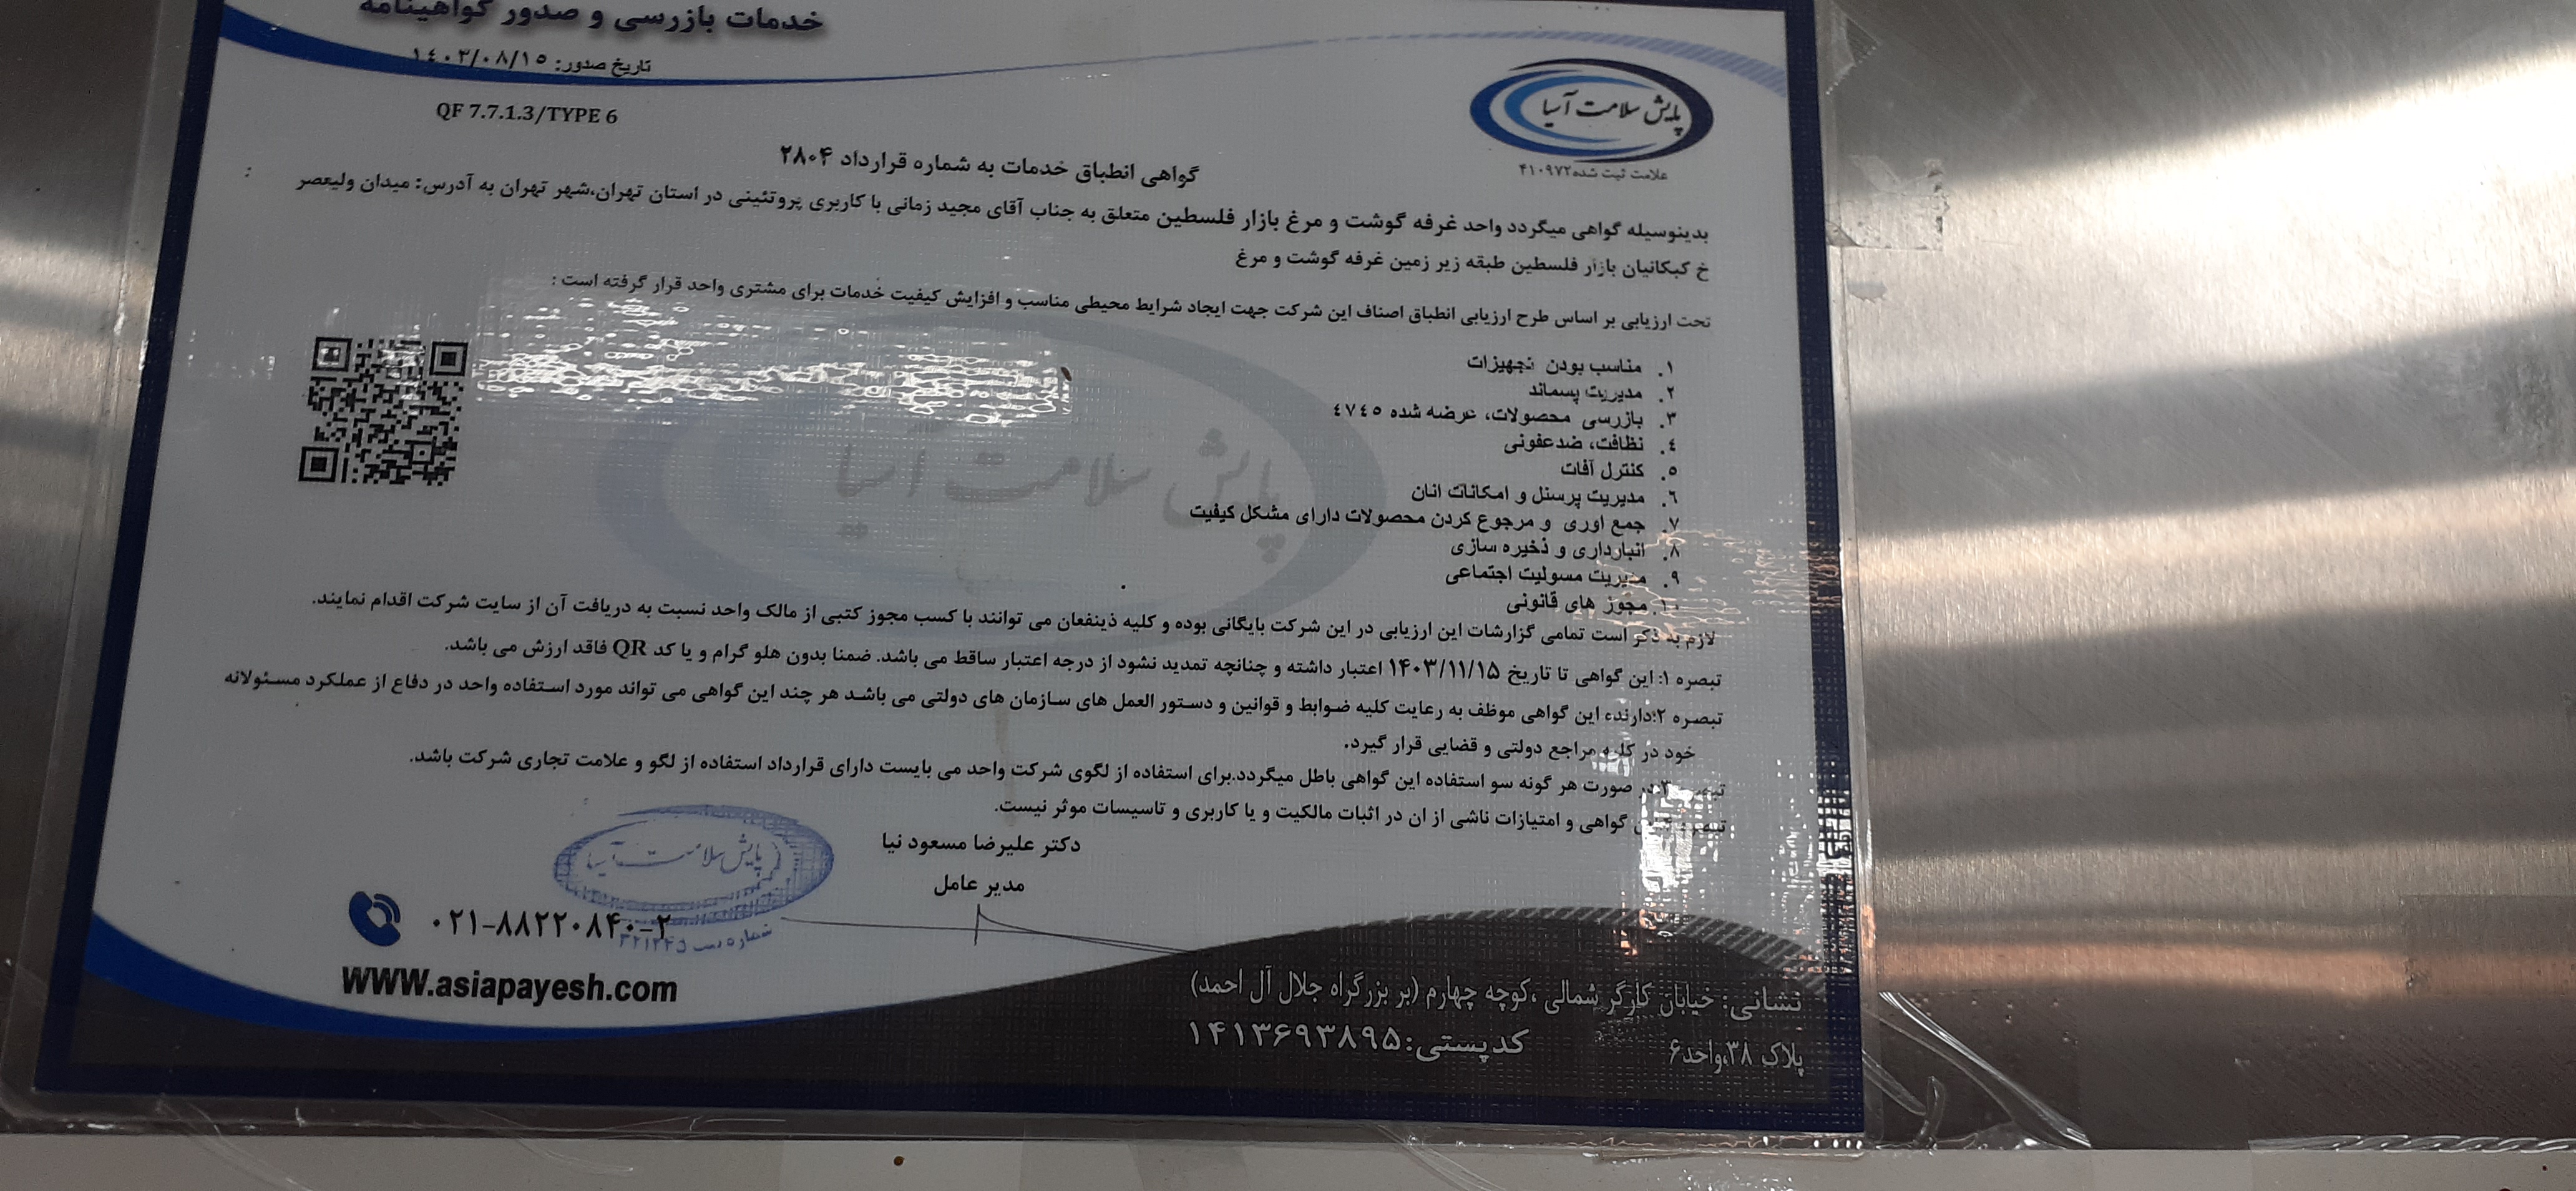 خدمات بازرسی و صدور گواهینامه
تاریخ صدور: ۱٤۰۳/۰۸/۱٥
QF 7.7.1.3/TYPE 6
پایش سلامت آسیا
علامت ثبت شده ۴۱۰۹۷۲
گواهی انطباق خدمات به شماره قرارداد ۲۸۰۴
بدینوسیله گواهی میگردد واحد غرفه گوشت و مرغ بازار فلسطین متعلق به جناب آقای مجید زمانی با کاربری پروتئینی در استان تهران،شهر تهران به آدرس: میدان ولیعصر
خ کبکانیان بازار فلسطین طبقه زیر زمین غرفه گوشت و مرغ
تحت ارزیابی بر اساس طرح ارزیابی انطباق اصناف این شرکت جهت ایجاد شرایط محیطی مناسب و افزایش کیفیت خدمات برای مشتری واحد قرار گرفته است :
۱. مناسب بودن تجهیزات
۲. مدیریت پسماند
۳. بازرسی محصولات، عرضه شده ٤٧٤٥
٤. نظافت، ضدعفونی
٥. کنترل آفات
٦. مدیریت پرسنل و امکانات انان
۷. جمع اوری و مرجوع کردن محصولات دارای مشکل کیفیت
۸. انبارداری و ذخیره سازی
۹. مدیریت مسولیت اجتماعی
۱۰. مجوز های قانونی
پایش سلامت آسیا
لازم به ذکر است تمامی گزارشات این ارزیابی در این شرکت بایگانی بوده و کلیه ذینفعان می توانند با کسب مجوز کتبی از مالک واحد نسبت به دریافت آن از سایت شرکت اقدام نمایند.
تبصره ۱: این گواهی تا تاریخ ۱۴۰۳/۱۱/۱۵ اعتبار داشته و چنانچه تمدید نشود از درجه اعتبار ساقط می باشد. ضمنا بدون هلو گرام و یا کد QR فاقد ارزش می باشد.
تبصره ۲:دارنده این گواهی موظف به رعایت کلیه ضوابط و قوانین و دستور العمل های سازمان های دولتی می باشد هر چند این گواهی می تواند مورد استفاده واحد در دفاع از عملکرد مسئولانه
خود در کلیه مراجع دولتی و قضایی قرار گیرد.
تبصره ۳:در صورت هر گونه سو استفاده این گواهی باطل میگردد.برای استفاده از لگوی شرکت واحد می بایست دارای قرارداد استفاده از لگو و علامت تجاری شرکت باشد.
گواهی و امتیازات ناشی از ان در اثبات مالکیت و یا کاربری و تاسیسات موثر نیست.
دکتر علیرضا مسعود نیا
مدیر عامل
پایش سلامت آسیا
شماره ثبت
۰۲۱-۸۸۲۲۰۸۴۰-۲
WWW.asiapayesh.com
نشانی: خیابان کارگر شمالی ،کوچه چهارم (بر بزرگراه جلال آل احمد)
پلاک ۳۸،واحد۶
کدپستی:۱۴۱۳۶۹۳۸۹۵